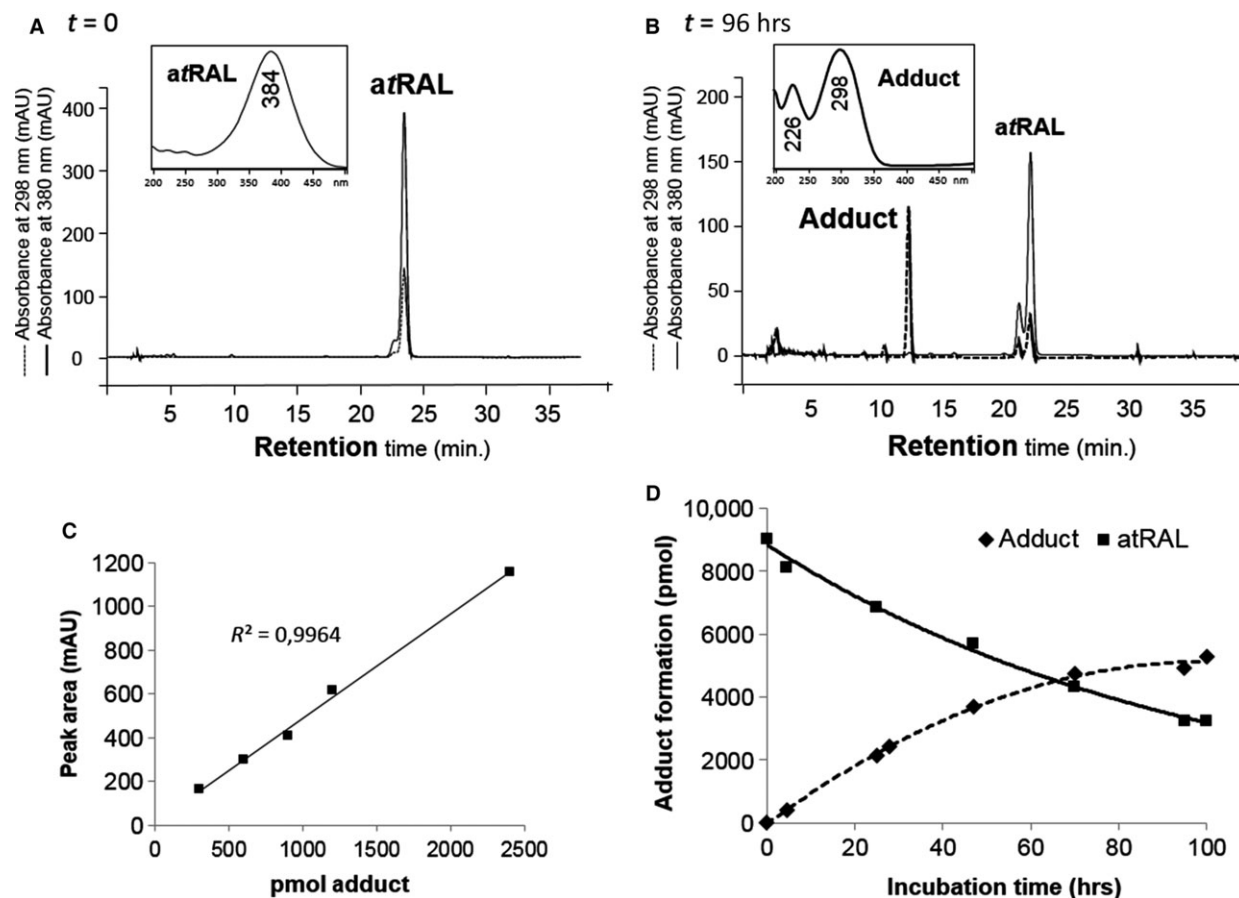 A t = 0
atRAL
384
200 250 300 350 400 450 nm
atRAL
Absorbance at 298 nm (mAU)
Absorbance at 380 nm (mAU)
400
300
200
100
0
5 10 15 20 25 30 35
Retention time (min.)
B t = 96 hrs
Adduct
226
298
200 250 300 350 400 450 nm
atRAL
Adduct
Absorbance at 298 nm (mAU)
Absorbance at 380 nm (mAU)
200
150
100
50
0
5 10 12 20 25 30 35
Retention time (min.)
C
1200
1000
800
600
400
200
0
R² = 0,9964
Peak area (mAU)
0 500 1000 1500 2000 2500
pmol adduct
D
10,000
8000
6000
4000
2000
0
Adduct atRAL
Adduct formation (pmol)
0 20 40 60 80 100
Incubation time (hrs)